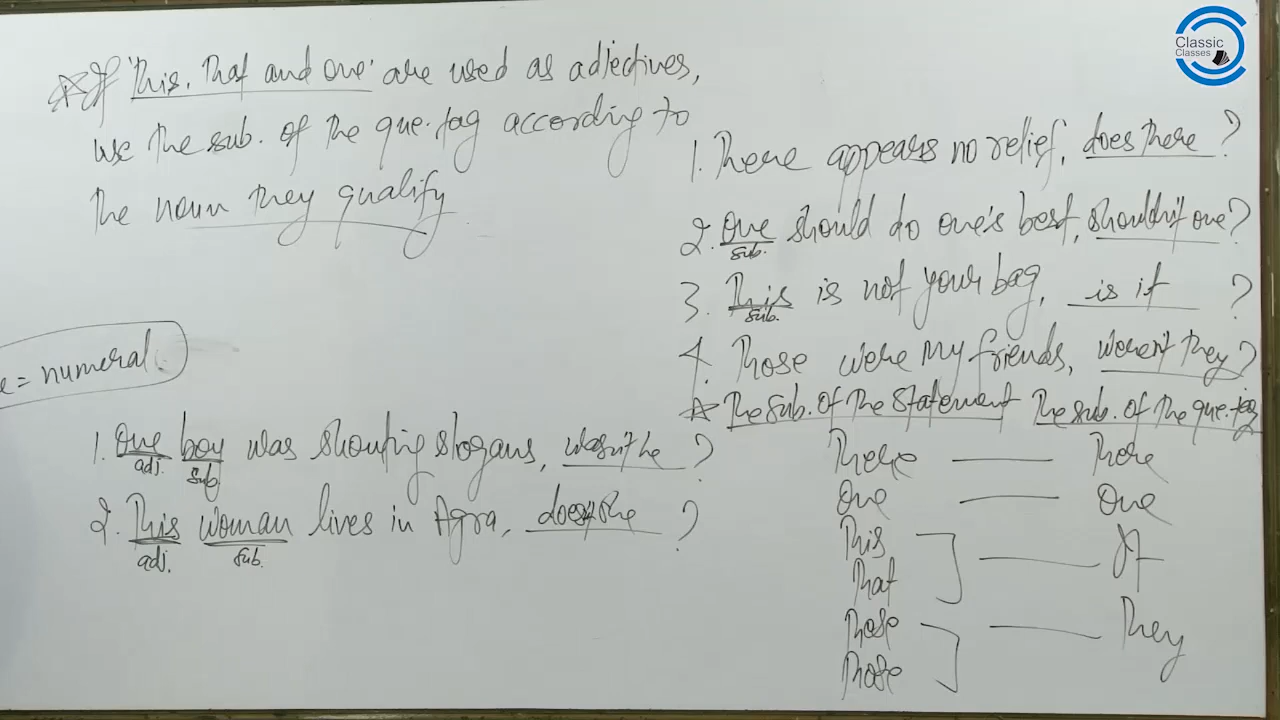 ☆ If 'This, That and One' are used as adjectives,
use the sub. of the que. tag according to
the noun they qualify
e = numeral.
1. One boy was shouting slogans, wasn't he ?
adj. sub
2. This woman lives in Agra, doesn't she ?
adj. sub.
Classic
Classes
1. There appears no relief, does there ?
2. One should do one's best, shouldn't one?
sub.
3. This is not your bag, is it ?
sub.
4. Those were my friends, weren't they?
☆ The sub. of the statement The sub. of the que. tag
There — There
One — One
This
That — It
Those — They
Those